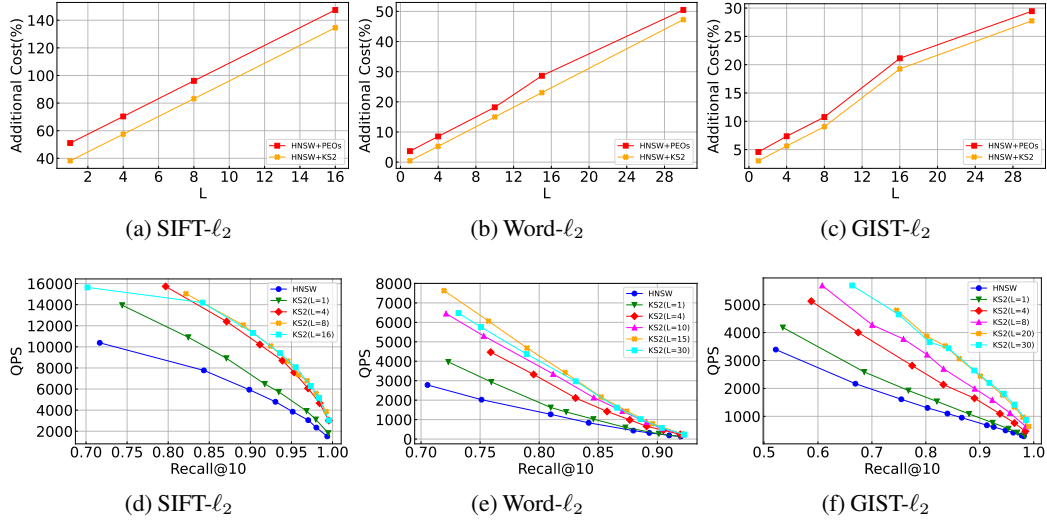 Additional Cost(%)
140
120
100
80
60
40
2 4 6 8 10 12 14 16
L
HNSW+PEOs
HNSW+KS2
(a) SIFT-ℓ2
Additional Cost(%)
50
40
30
20
10
0
0 4 8 12 16 20 24 28
L
HNSW+PEOs
HNSW+KS2
(b) Word-ℓ2
Additional Cost(%)
30
25
20
15
10
5
0 4 8 12 16 20 24 28
L
HNSW+PEOs
HNSW+KS2
(c) GIST-ℓ2
QPS
16000
14000
12000
10000
8000
6000
4000
2000
0.70 0.75 0.80 0.85 0.90 0.95 1.00
Recall@10
HNSW
KS2(L=1)
KS2(L=4)
KS2(L=8)
KS2(L=16)
(d) SIFT-ℓ2
QPS
8000
7000
6000
5000
4000
3000
2000
1000
0
0.70 0.75 0.80 0.85 0.90
Recall@10
HNSW
KS2(L=1)
KS2(L=4)
KS2(L=10)
KS2(L=15)
KS2(L=30)
(e) Word-ℓ2
QPS
5000
4000
3000
2000
1000
0.5 0.6 0.7 0.8 0.9 1.0
Recall@10
HNSW
KS2(L=1)
KS2(L=4)
KS2(L=8)
KS2(L=20)
KS2(L=30)
(f) GIST-ℓ2